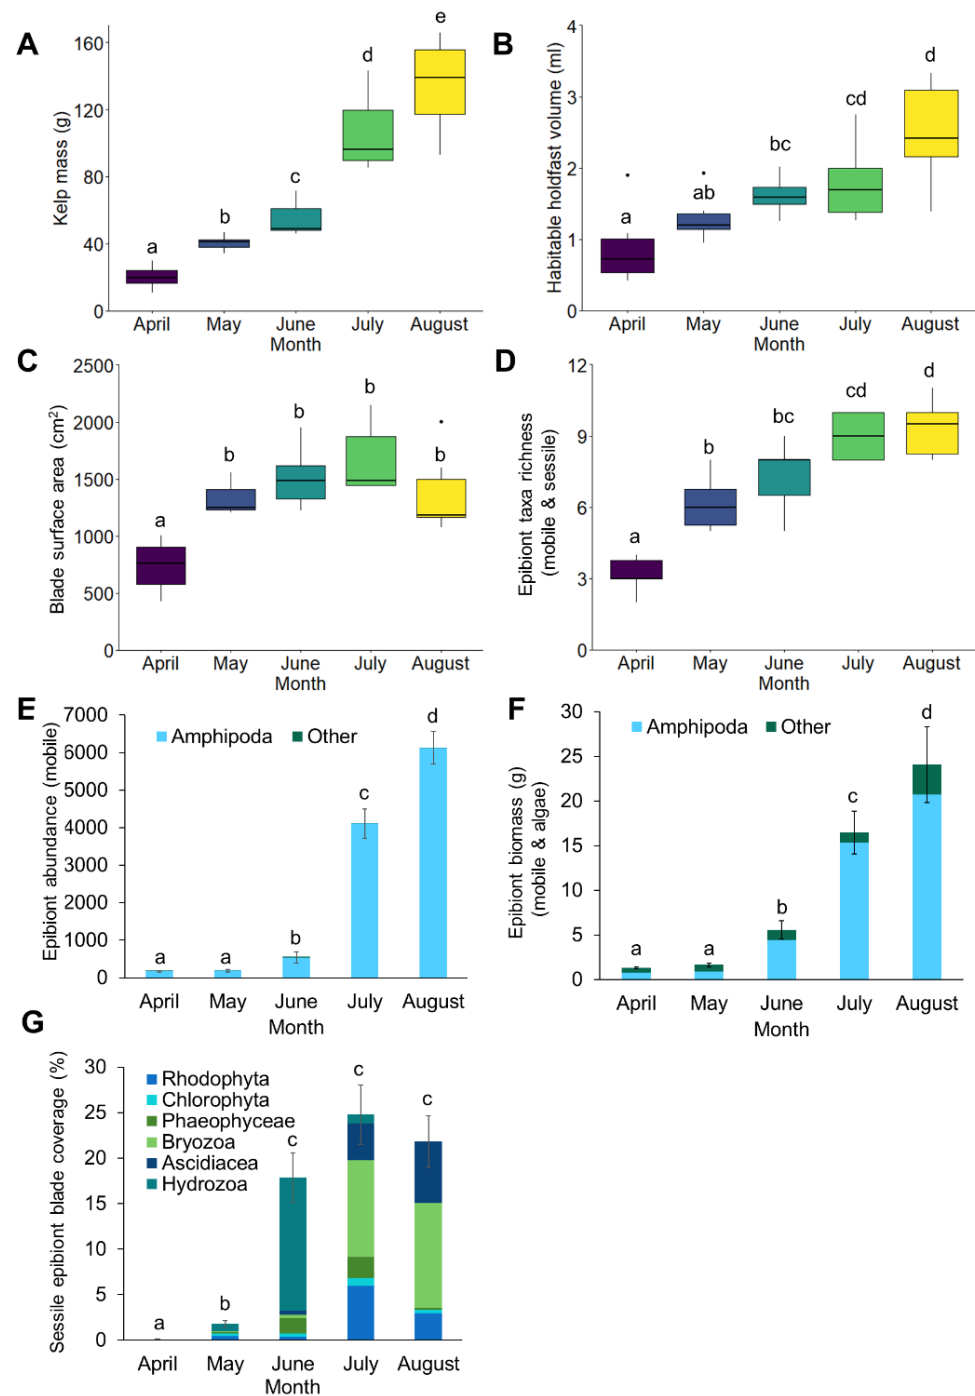 A
Kelp mass (g)
160
120
80
40
0
a
b
c
d
e
April May June July August
Month
B
Habitable holdfast volume (ml)
4
3
2
1
0
a
ab
bc
cd
d
April May June July August
Month
C
Blade surface area (cm²)
2500
2000
1500
1000
500
0
a
b
b
b
b
April May June July August
Month
D
Epibiont taxa richness
(mobile & sessile)
12
9
6
3
0
a
b
bc
cd
d
April May June July August
Month
E
Epibiont abundance (mobile)
7000
6000
5000
4000
3000
2000
1000
0
Amphipoda Other
a
a
b
c
d
April May June July August
Month
F
Epibiont biomass (g)
(mobile & algae)
30
25
20
15
10
5
0
Amphipoda Other
a
a
b
c
d
April May June July August
Month
G
Sessile epibiont blade coverage (%)
30
25
20
15
10
5
0
Rhodophyta
Chlorophyta
Phaeophyceae
Bryozoa
Ascidiacea
Hydrozoa
a
b
c
c
c
April May June July August
Month